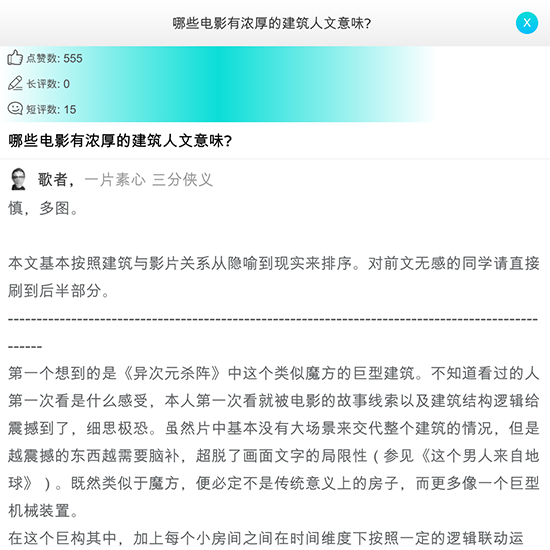 哪些电影有浓厚的建筑人文意味?
X
点赞数: 555
长评数: 0
短评数: 15
哪些电影有浓厚的建筑人文意味?
歌者，一片素心 三分侠义
慎，多图。
本文基本按照建筑与影片关系从隐喻到现实来排序。对前文无感的同学请直接
刷到后半部分。
--------------------------------------------------------------------------------------------
------
第一个想到的是《异次元杀阵》中这个类似魔方的巨型建筑。不知道看过的人
第一次看是什么感受，本人第一次看就被电影的故事线索以及建筑结构逻辑给
震撼到了，细思极恐。虽然片中基本没有大场景来交代整个建筑的情况，但是
越震撼的东西越需要脑补，超脱了画面文字的局限性（参见《这个男人来自地
球》）。既然类似于魔方，便必定不是传统意义上的房子，而更多像一个巨型
机械装置。
在这个巨构其中，加上每个小房间之间在时间维度下按照一定的逻辑联动运